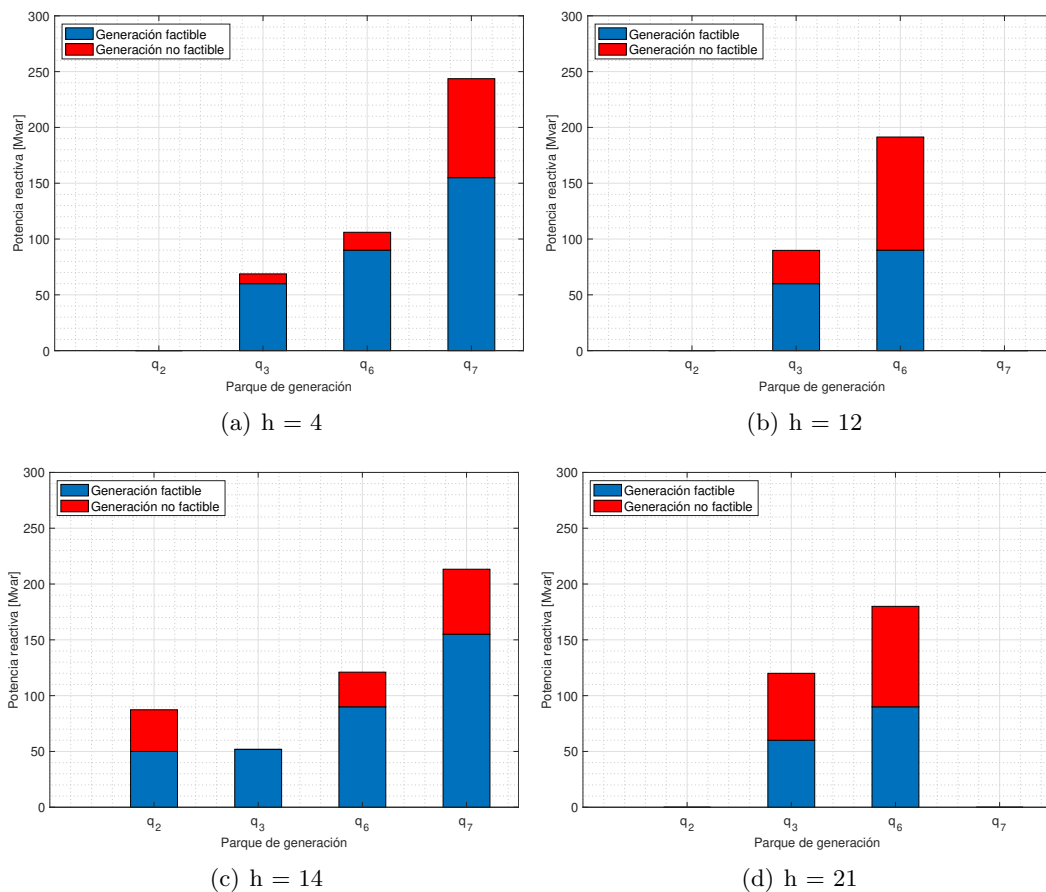 300
250
200
150
100
50
0
Potencia reactiva [Mvar]
Generación factible
Generación no factible
q2 q3 q6 q7
Parque de generación
(a) h = 4
300
250
200
150
100
50
0
Potencia reactiva [Mvar]
Generación factible
Generación no factible
q2 q3 q6 q7
Parque de generación
(b) h = 12
300
250
200
150
100
50
0
Potencia reactiva [Mvar]
Generación factible
Generación no factible
q2 q3 q6 q7
Parque de generación
(c) h = 14
300
250
200
150
100
50
0
Potencia reactiva [Mvar]
Generación factible
Generación no factible
q2 q3 q6 q7
Parque de generación
(d) h = 21